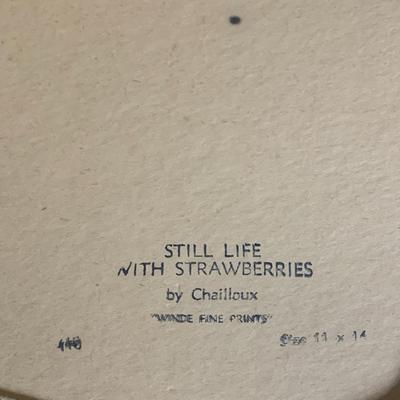 STILL LIFE
WITH STRAWBERRIES
by Chailloux
"WINDE FINE PRINTS"
Size 11 x 14